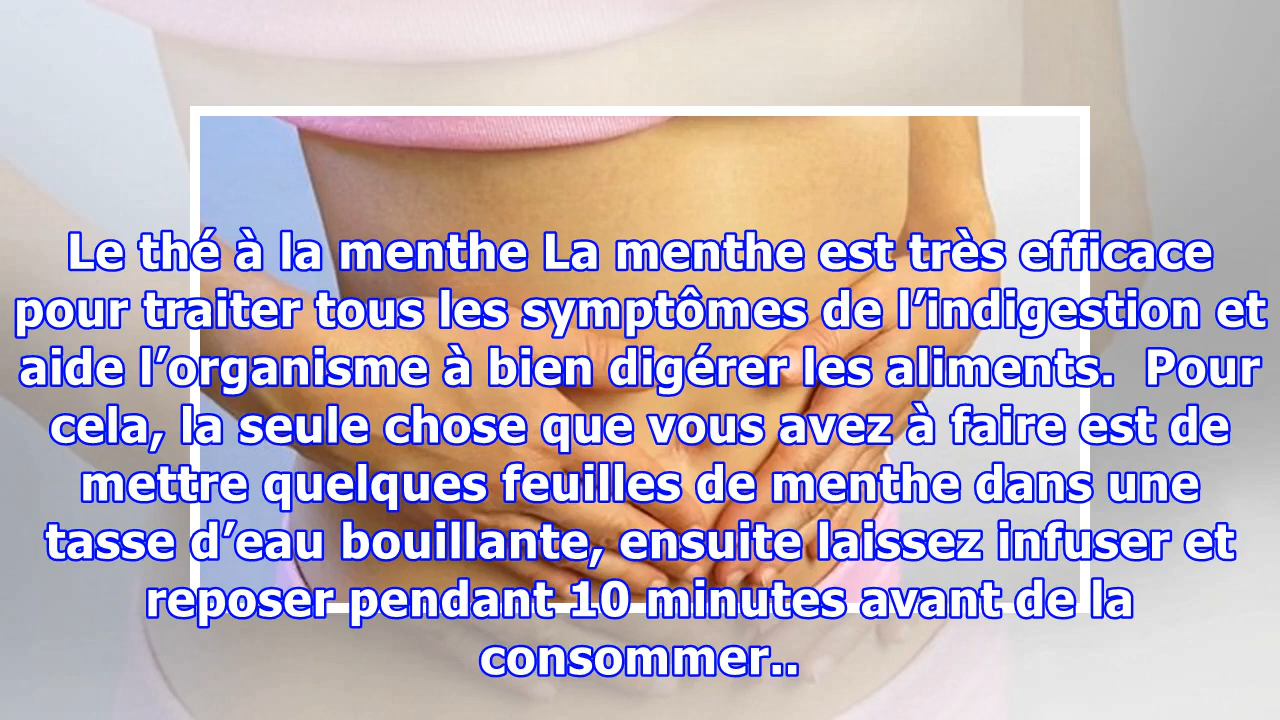 Le thé à la menthe La menthe est très efficace
pour traiter tous les symptômes de l’indigestion et
aide l’organisme à bien digérer les aliments.  Pour
cela, la seule chose que vous avez à faire est de
mettre quelques feuilles de menthe dans une
tasse d’eau bouillante, ensuite laissez infuser et
reposer pendant 10 minutes avant de la
consommer..